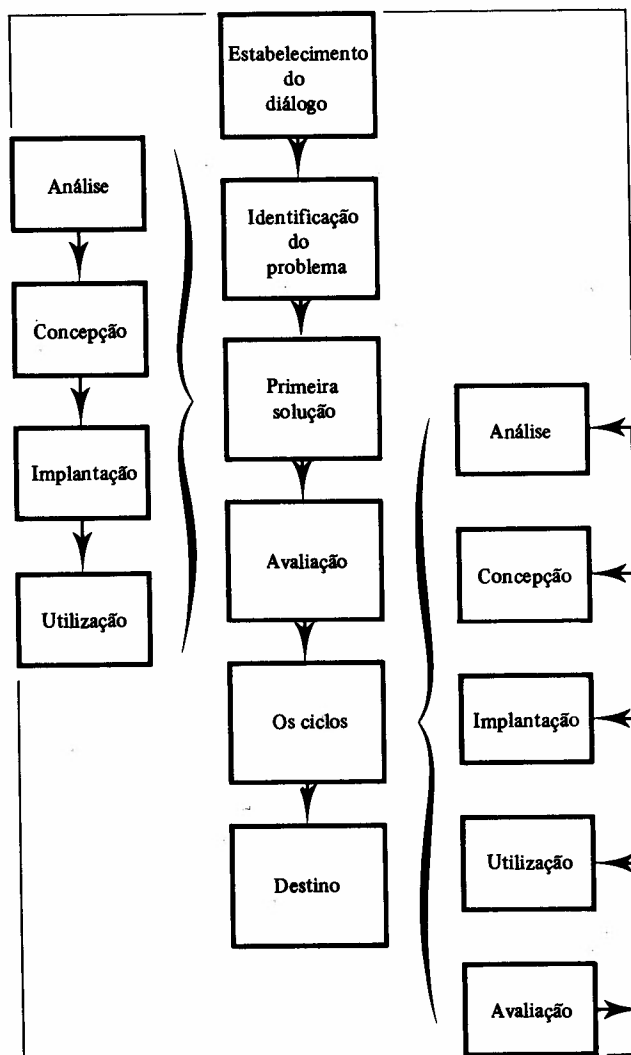 Estabelecimento
do
diálogo
Identificação
do
problema
Primeira
solução
Avaliação
Os ciclos
Destino
Análise
Concepção
Implantação
Utilização
Análise
Concepção
Implantação
Utilização
Avaliação